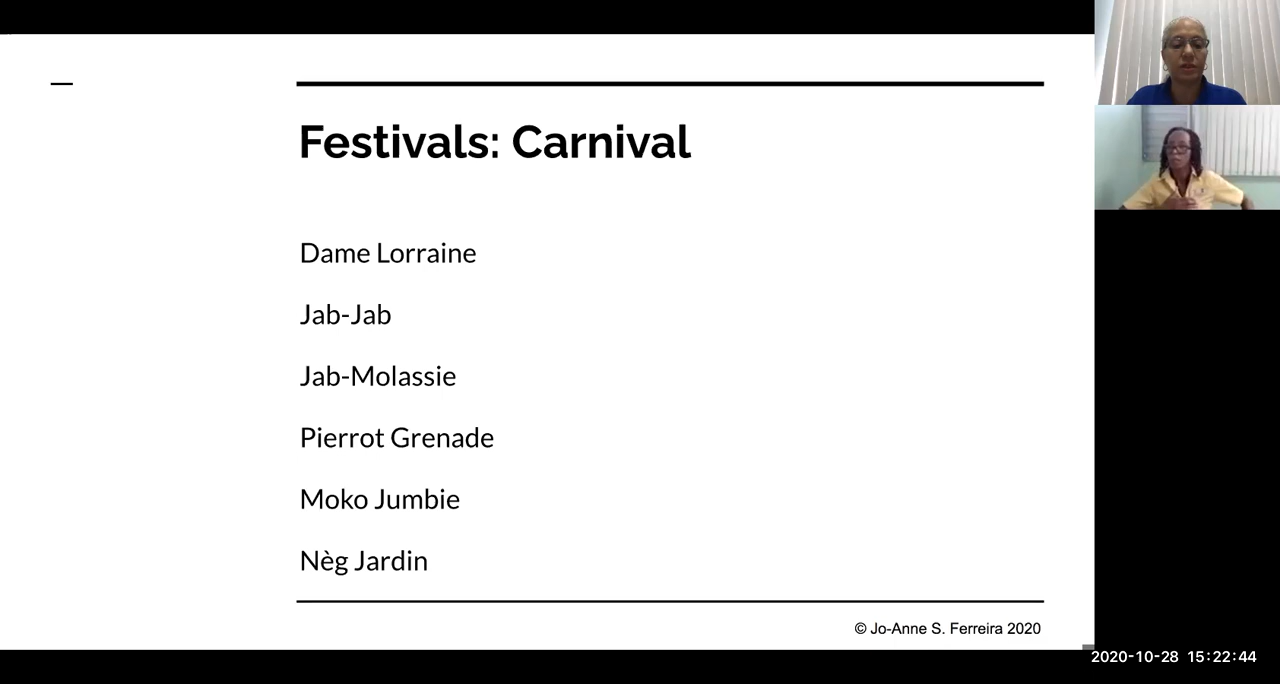 Festivals: Carnival
Dame Lorraine
Jab-Jab
Jab-Molassie
Pierrot Grenade
Moko Jumbie
Nèg Jardin
© Jo-Anne S. Ferreira 2020
2020-10-28 15:22:44